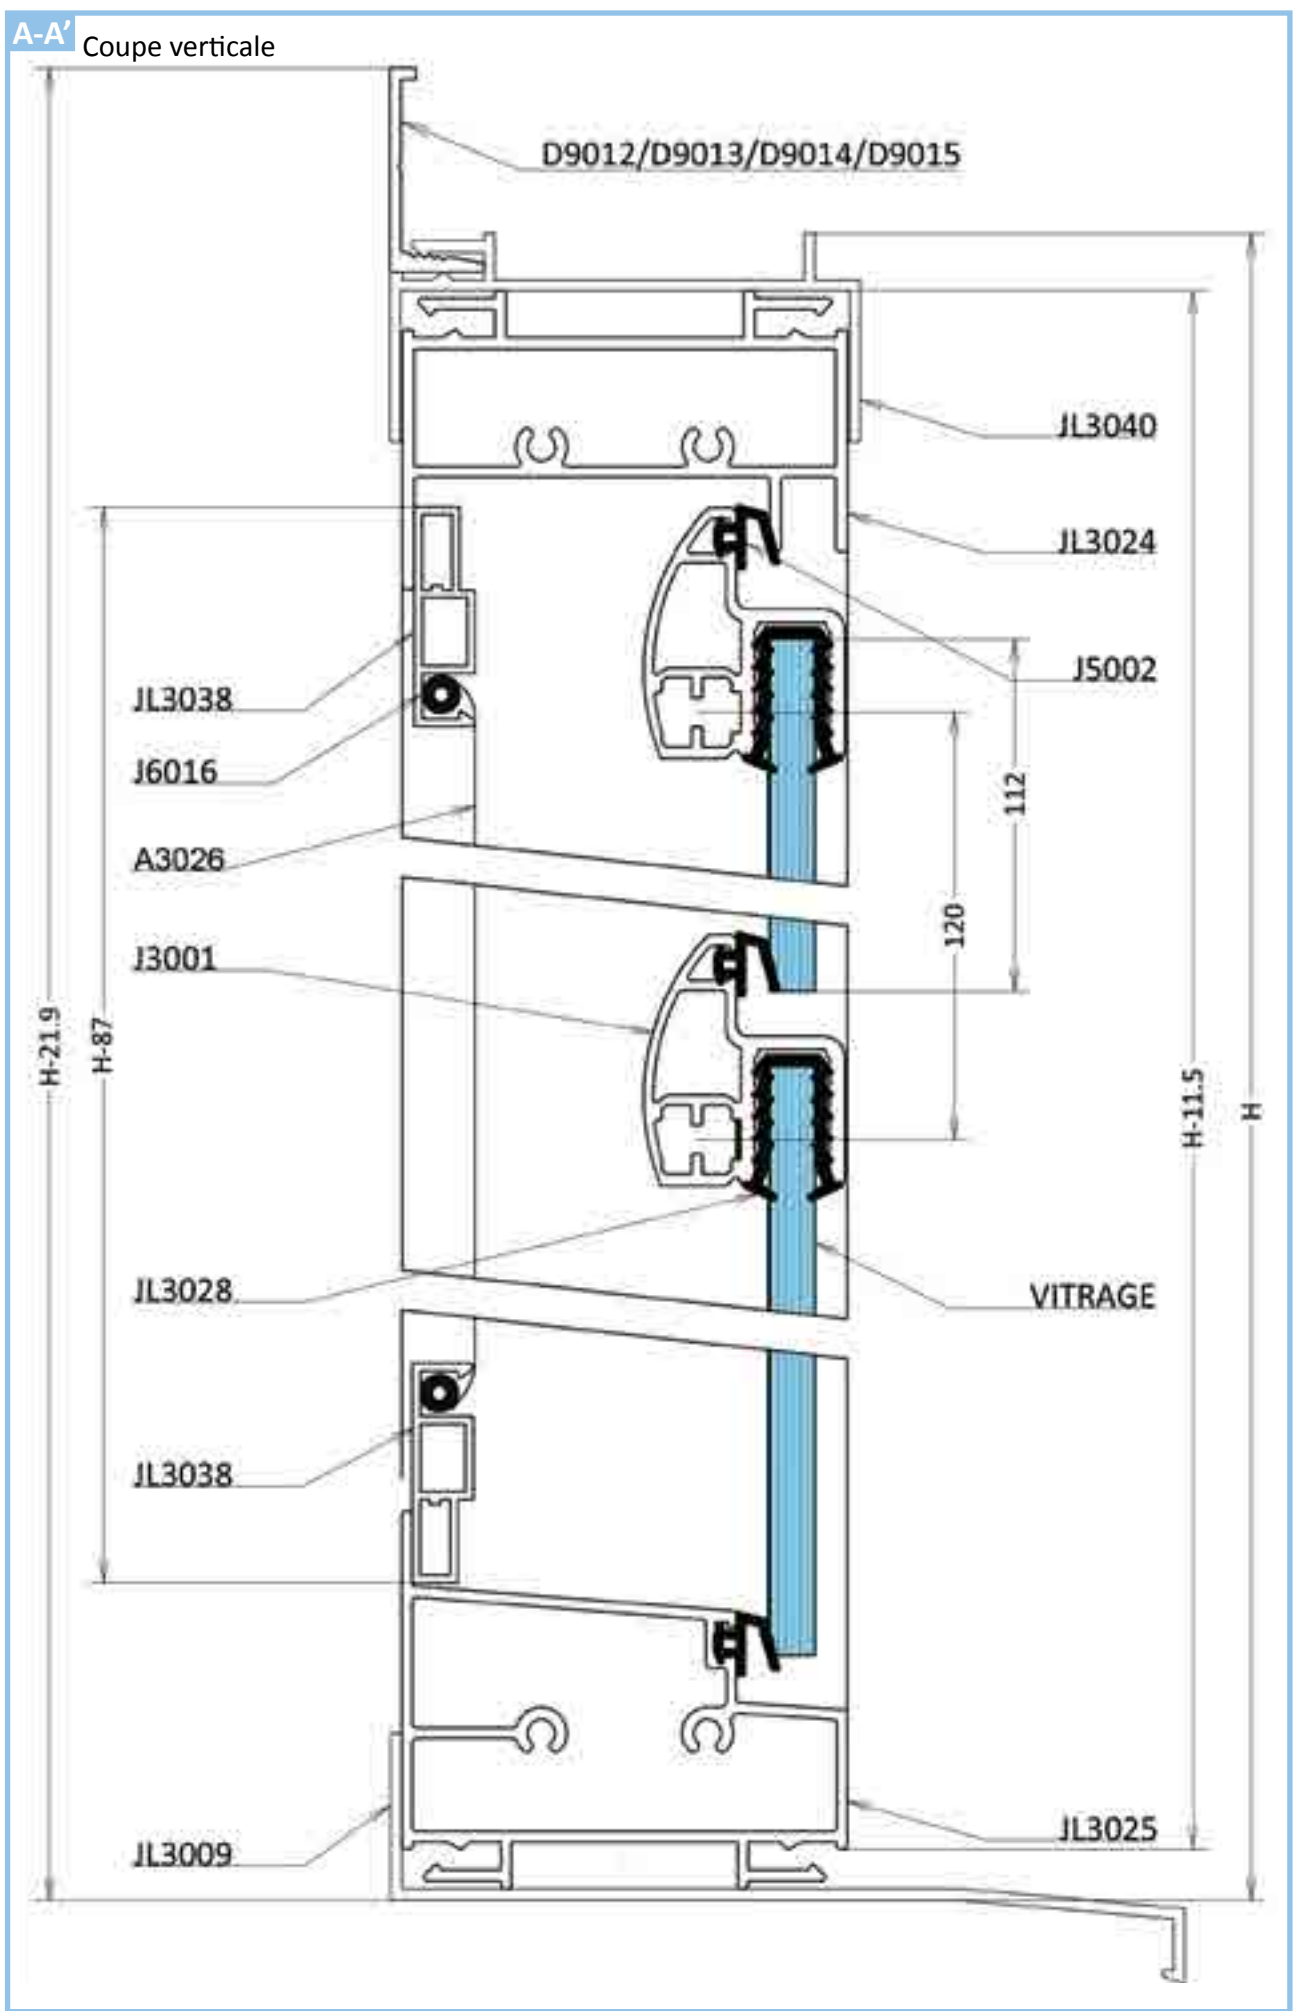 A-A’ Coupe verticale
D9012/D9013/D9014/D9015
JL3040
JL3024
J5002
JL3038
J6016
112
A3026
120
J3001
H-21.9
H-87
H-11.5
H
JL3028
VITRAGE
JL3038
JL3025
JL3009